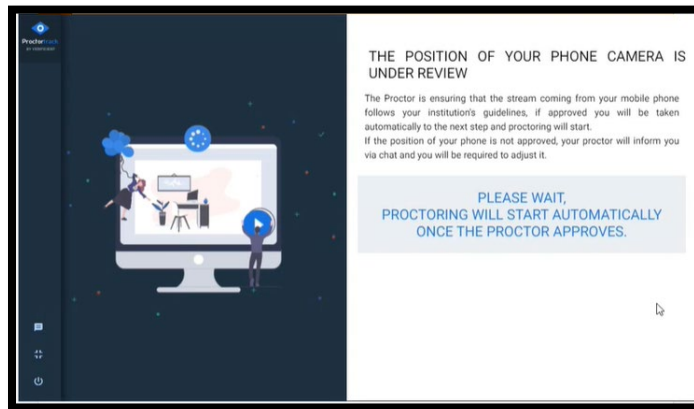 Proctortrack
BY VERIFICIENT
THE POSITION OF YOUR PHONE CAMERA IS
UNDER REVIEW
The Proctor is ensuring that the stream coming from your mobile phone
follows your institution's guidelines, if approved you will be taken
automatically to the next step and proctoring will start.
If the position of your phone is not approved, your proctor will inform you
via chat and you will be required to adjust it.
PLEASE WAIT,
PROCTORING WILL START AUTOMATICALLY
ONCE THE PROCTOR APPROVES.